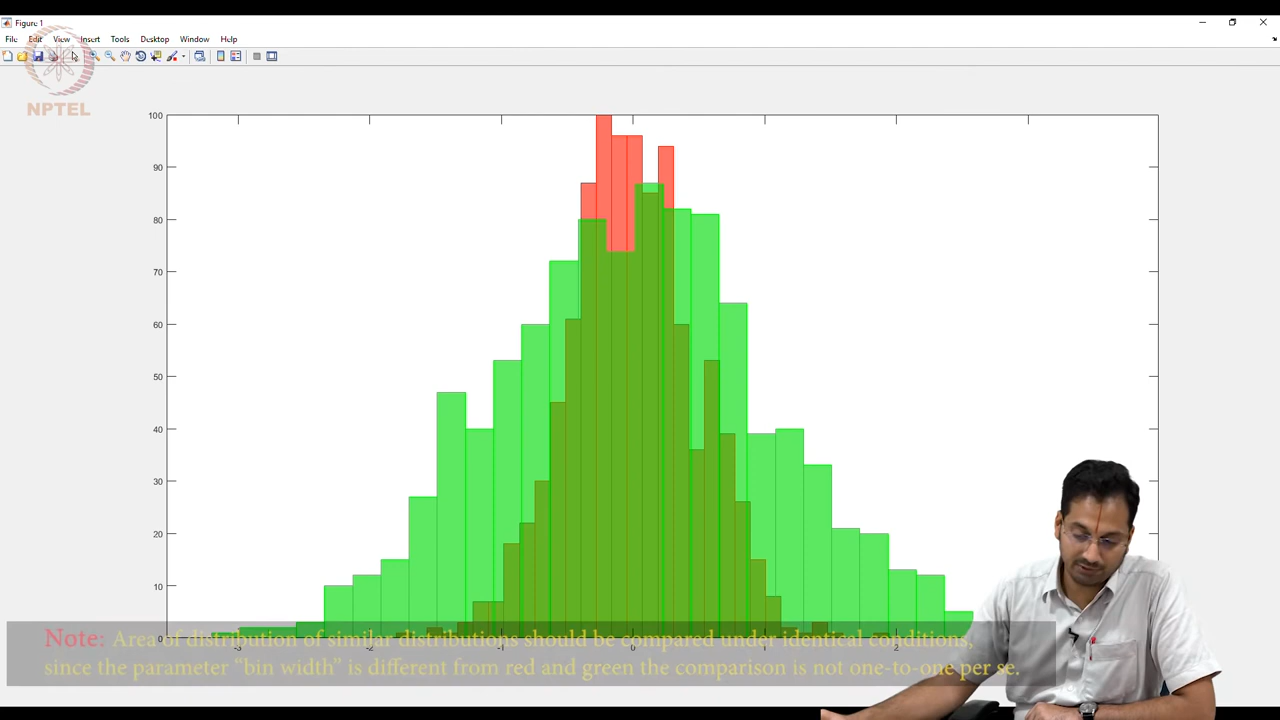 Figure 1
File Edit View Insert Tools Desktop Window Help
NPTEL
100
90
80
70
60
50
40
30
20
10
0
-3 -2 -1 0 1 2
Note: Area of distribution of similar distributions should be compared under identical conditions,
since the parameter “bin width” is different from red and green the comparison is not one-to-one per se.